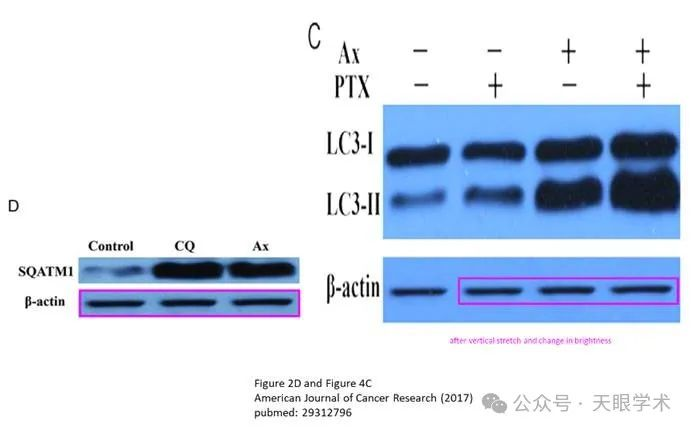 C
Ax - - + +
PTX - + - +
LC3-I
LC3-II
β-actin
after vertical stretch and change in brightness
D
Control CQ Ax
SQATM1
β-actin
Figure 2D and Figure 4C
American Journal of Cancer Research (2017)
pubmed: 29312796
公众号 · 天眼学术